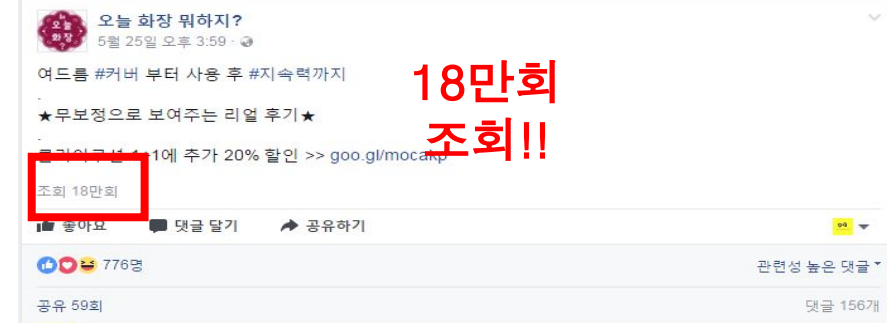 오늘 화장 뭐하지?
5월 25일 오후 3:59 ·
여드름 #커버 부터 사용 후 #지속력까지
.
★무보정으로 보여주는 리얼 후기★
.
1+1에 추가 20% 할인 >> goo.gl/mocakp
조회 18만회
18만회
조회!!
좋아요 댓글 달기 공유하기
776명 관련성 높은 댓글
공유 59회 댓글 156개